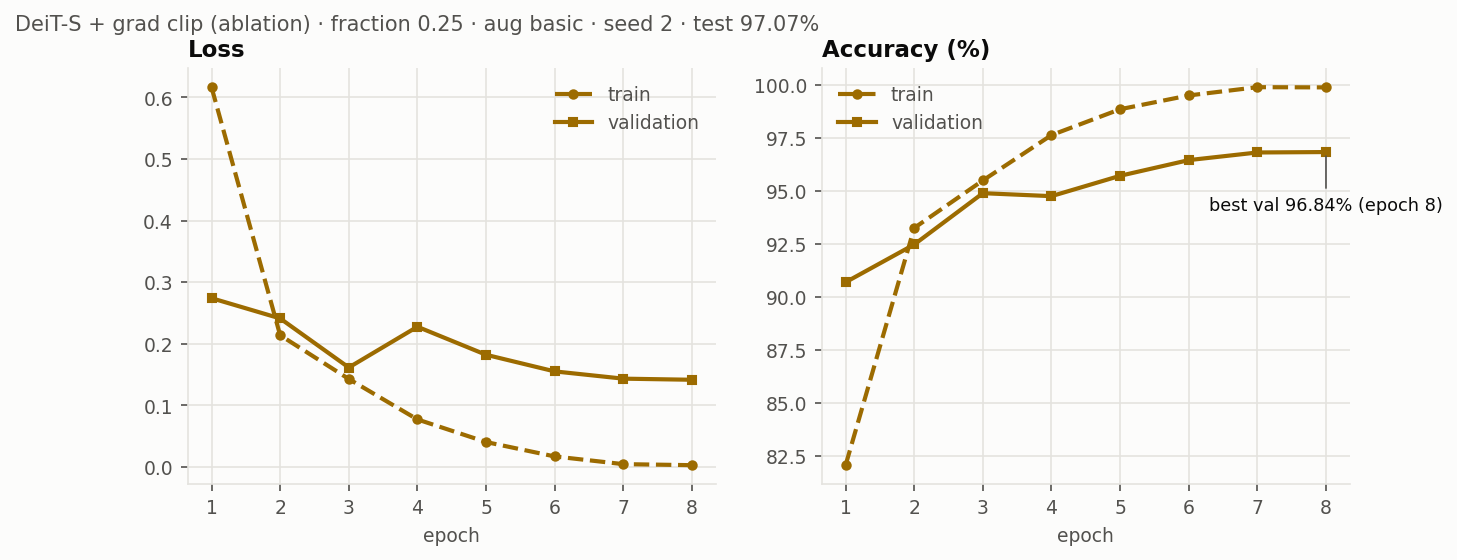 DeiT-S + grad clip (ablation) · fraction 0.25 · aug basic · seed 2 · test 97.07%
Loss
0.6
0.5
0.4
0.3
0.2
0.1
0.0
train
validation
1 2 3 4 5 6 7 8
epoch
Accuracy (%)
100.0
97.5
95.0
92.5
90.0
87.5
85.0
82.5
train
validation
best val 96.84% (epoch 8)
1 2 3 4 5 6 7 8
epoch